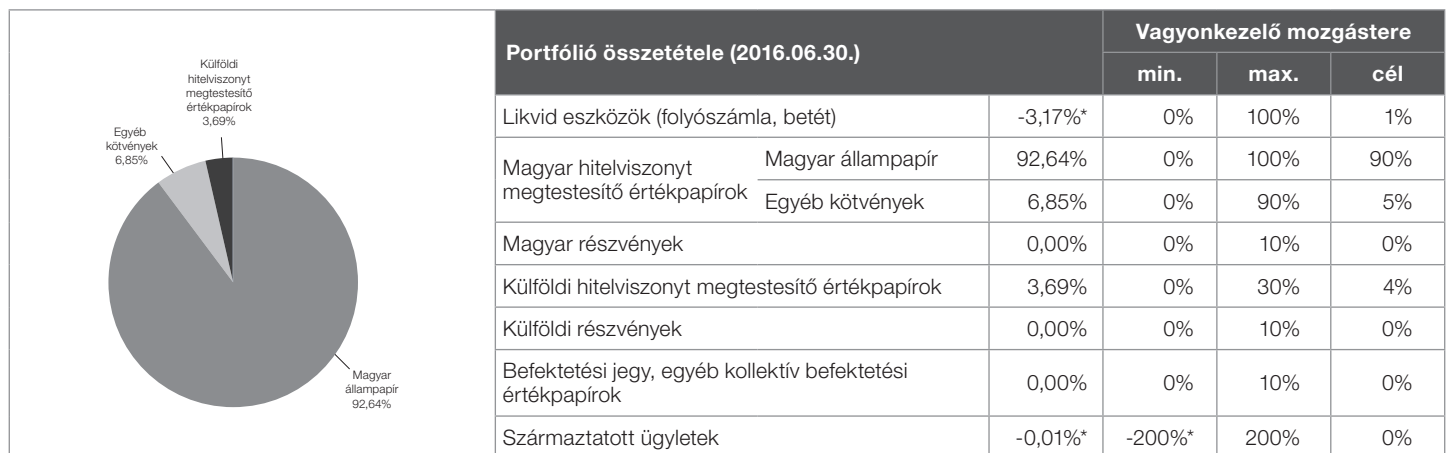 Külföldi
hitelviszonyt
megtestesítő
értékpapírok
3,69%
Egyéb
kötvények
6,85%
Magyar
állampapír
92,64%
Portfólió összetétele (2016.06.30.) Vagyonkezelő mozgástere
min. max. cél
Likvid eszközök (folyószámla, betét) -3,17%* 0% 100% 1%
Magyar hitelviszonyt
megtestesítő értékpapírok
Magyar állampapír 92,64% 0% 100% 90%
Egyéb kötvények 6,85% 0% 90% 5%
Magyar részvények 0,00% 0% 10% 0%
Külföldi hitelviszonyt megtestesítő értékpapírok 3,69% 0% 30% 4%
Külföldi részvények 0,00% 0% 10% 0%
Befektetési jegy, egyéb kollektív befektetési
értékpapírok 0,00% 0% 10% 0%
Származtatott ügyletek -0,01%* -200%* 200% 0%